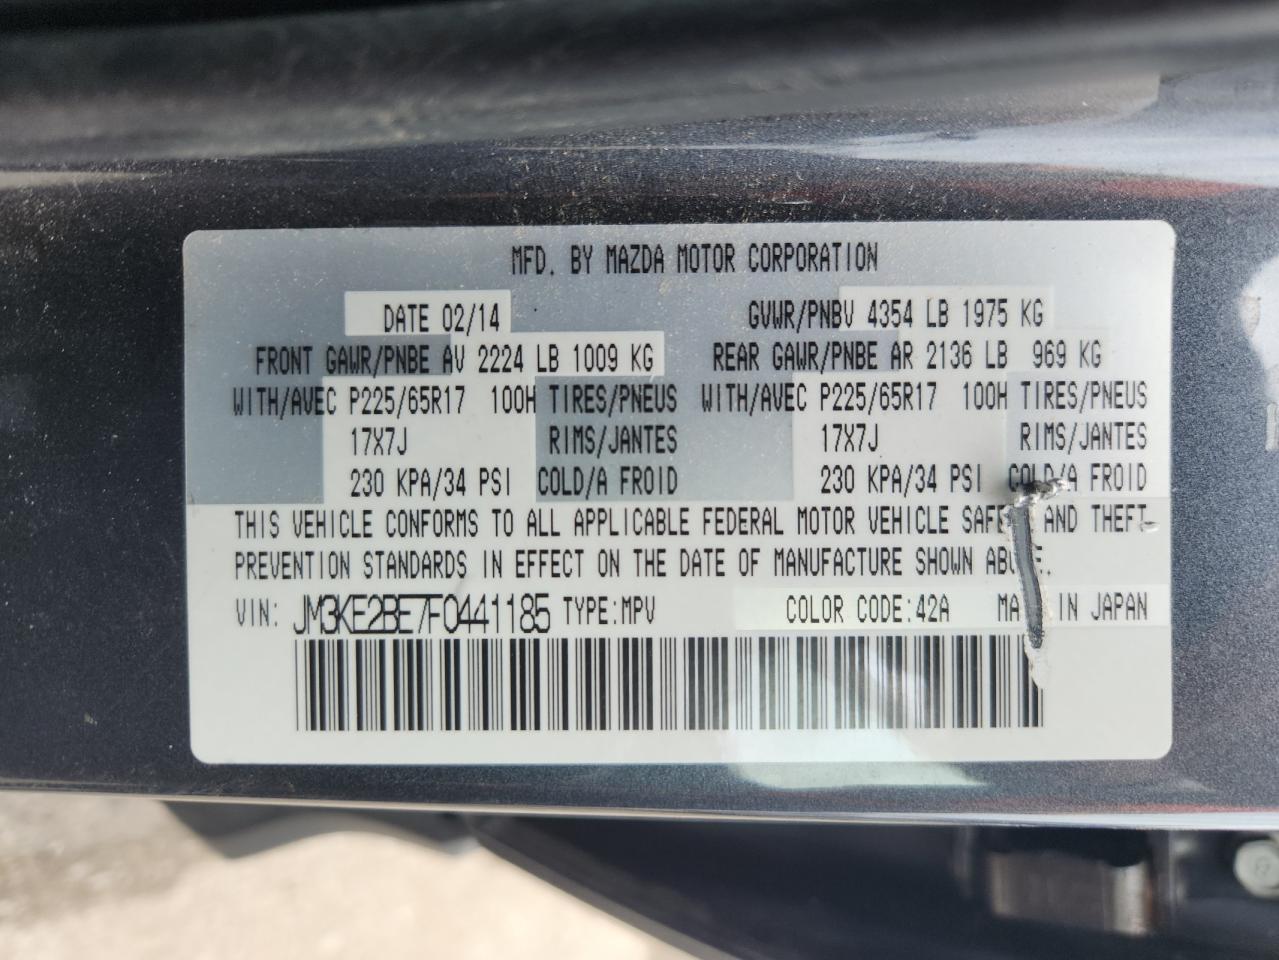 MFD. BY MAZDA MOTOR CORPORATION
DATE 02/14 GVWR/PNBV 4354 LB 1975 KG
FRONT GAWR/PNBE AV 2224 LB 1009 KG REAR GAWR/PNBE AR 2136 LB 969 KG
WITH/AVEC P225/65R17 100H TIRES/PNEUS WITH/AVEC P225/65R17 100H TIRES/PNEUS
17X7J RIMS/JANTES 17X7J RIMS/JANTES
230 KPA/34 PSI COLD/A FROID 230 KPA/34 PSI COLD/A FROID
THIS VEHICLE CONFORMS TO ALL APPLICABLE FEDERAL MOTOR VEHICLE AND THEFT
PREVENTION STANDARDS IN EFFECT ON THE DATE OF MANUFACTURE SHOWN
VIN: JM3KE2BE7F0441185 TYPE:MPV COLOR CODE:42A IN JAPAN